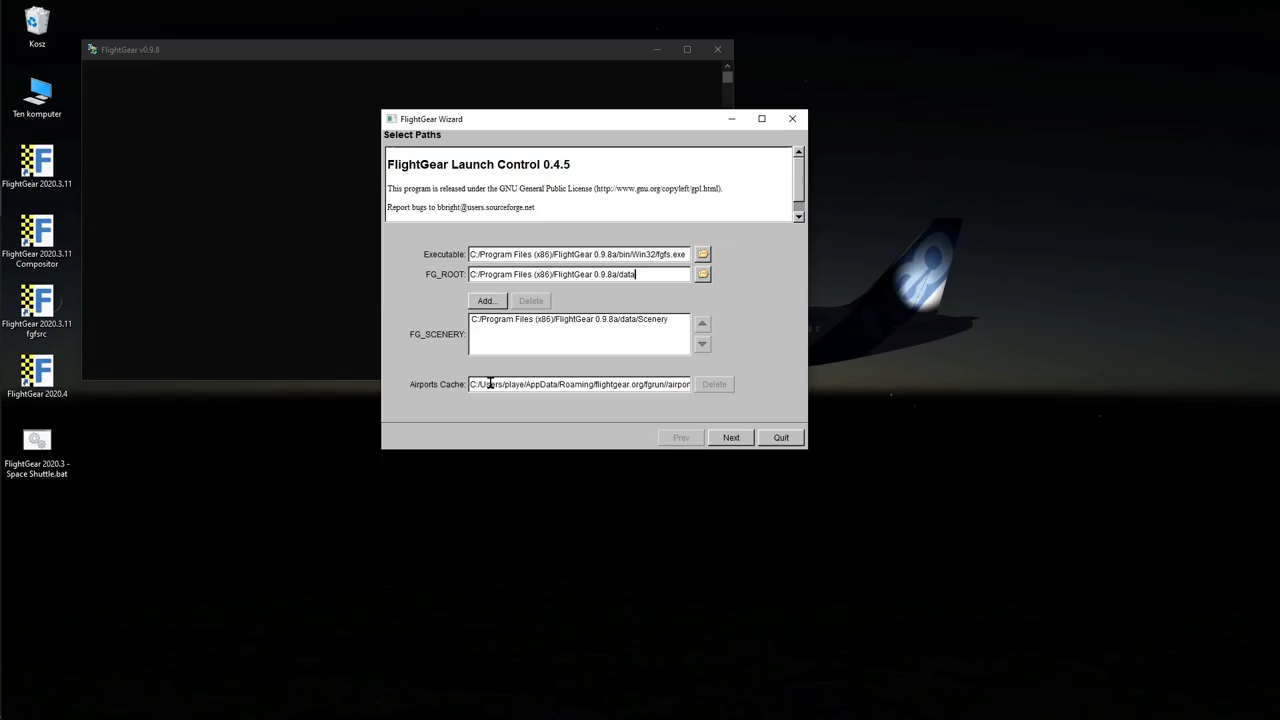 Kosz
Ten komputer
FlightGear 2020.3.11
FlightGear 2020.3.11
Compositor
FlightGear 2020.3.11
fgfsrc
FlightGear 2020.4
FlightGear 2020.3 -
Space Shuttle.bat
FlightGear v0.9.8
FlightGear Wizard
Select Paths
FlightGear Launch Control 0.4.5
This program is released under the GNU General Public License (http://www.gnu.org/copyleft/gpl.html).
Report bugs to bbright@users.sourceforge.net
Executable: C:/Program Files (x86)/FlightGear 0.9.8a/bin/Win32/fgfs.exe
FG_ROOT: C:/Program Files (x86)/FlightGear 0.9.8a/data
Add... Delete
FG_SCENERY: C:/Program Files (x86)/FlightGear 0.9.8a/data/Scenery
Airports Cache: C:/Users/playe/AppData/Roaming/flightgear.org/fgrun//airpor Delete
Prev Next Quit